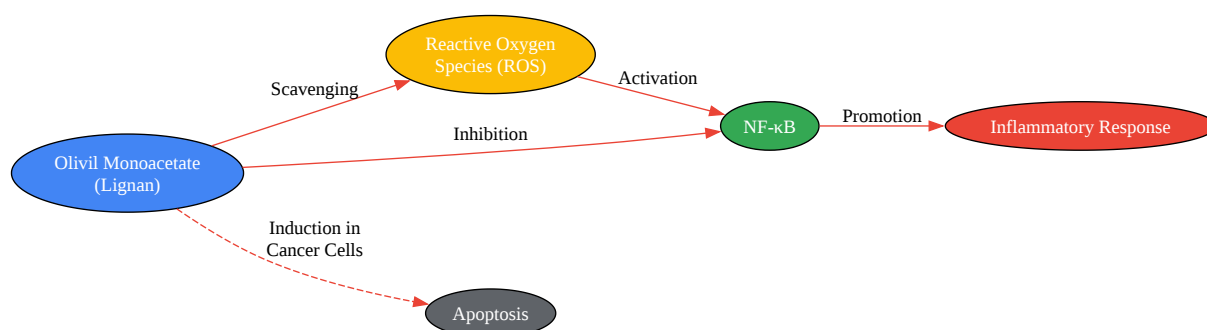 Reactive Oxygen
Species (ROS)
Scavenging
Activation
Inhibition
NF-κB
Promotion
Inflammatory Response
Olivil Monoacetate
(Lignan)
Induction in
Cancer Cells
Apoptosis